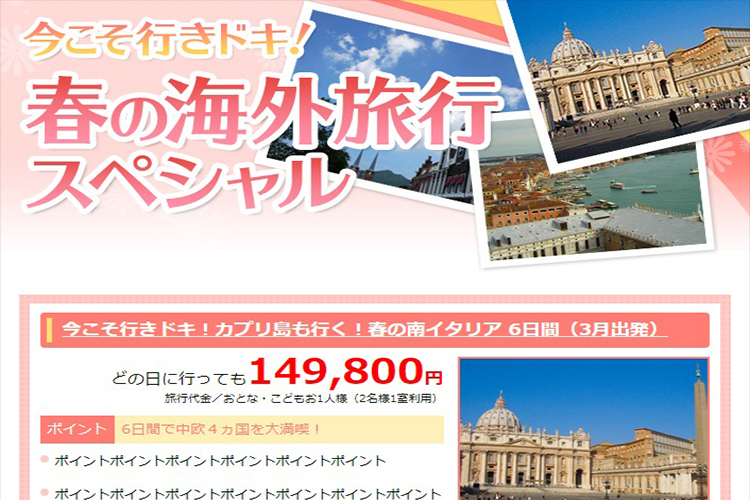 今こそ行きドキ!
春の海外旅行
スペシャル
今こそ行きドキ！カプリ島も行く！春の南イタリア 6日間（3月出発）
どの日に行っても149,800円
旅行代金／おとな・こどもお1人様（2名様1室利用）
ポイント 6日間で中欧４ヵ国を大満喫！
ポイントポイントポイントポイントポイントポイント
ポイントポイントポイントポイントポイントポイントポイント